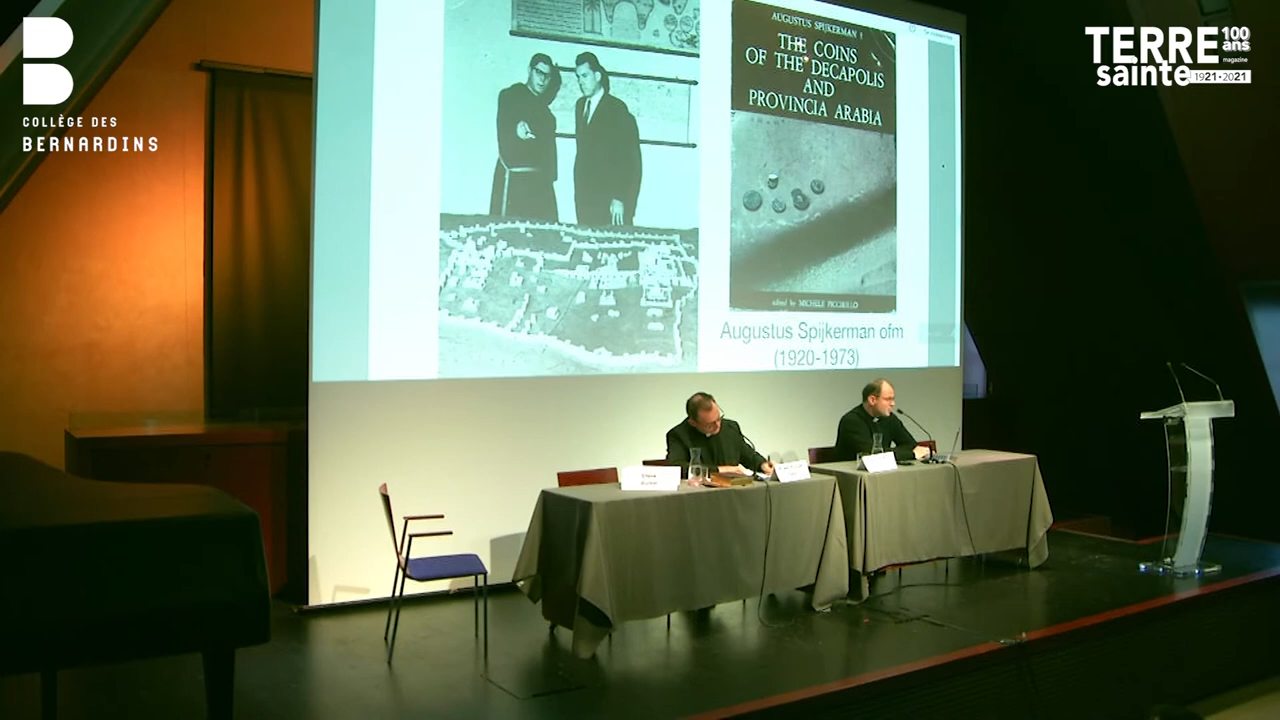 COLLÈGE DES
BERNARDINS
TERRE
sainte
100
ans
magazine
1921•2021
AUGUSTUS SPIJKERMAN
THE COINS
OF THE DECAPOLIS
AND
PROVINCIA ARABIA
edited by MICHELE PICCIRILLO
Augustus Spijkerman ofm
(1920-1973)